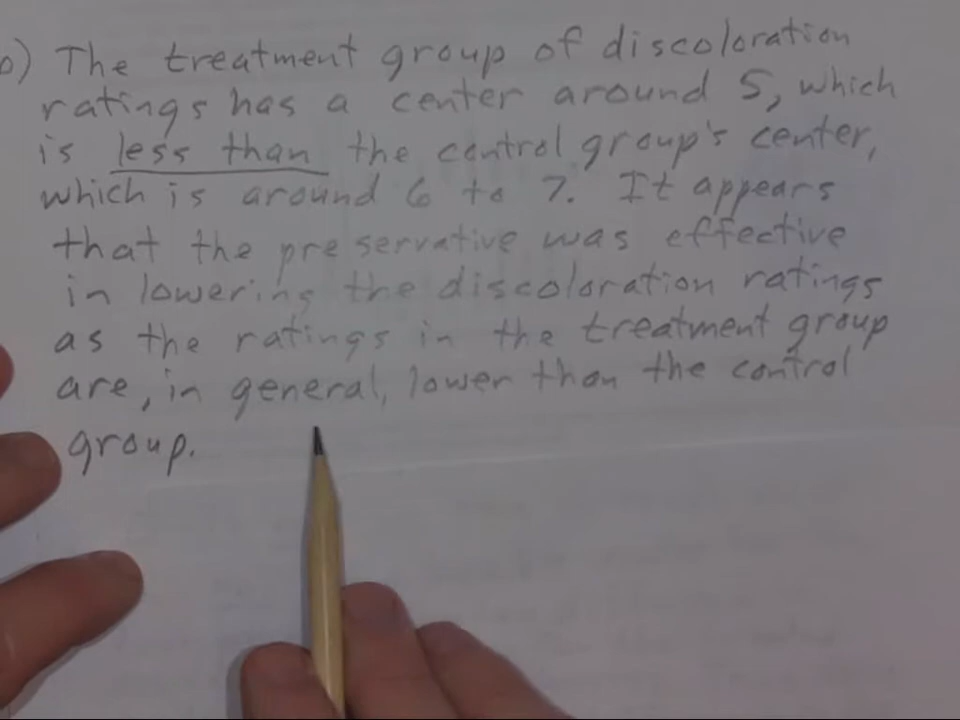 b) The treatment group of discoloration
ratings has a center around 5, which
is less than the control group's center,
which is around 6 to 7. It appears
that the preservative was effective
in lowering the discoloration ratings
as the ratings in the treatment group
are, in general, lower than the control
group.